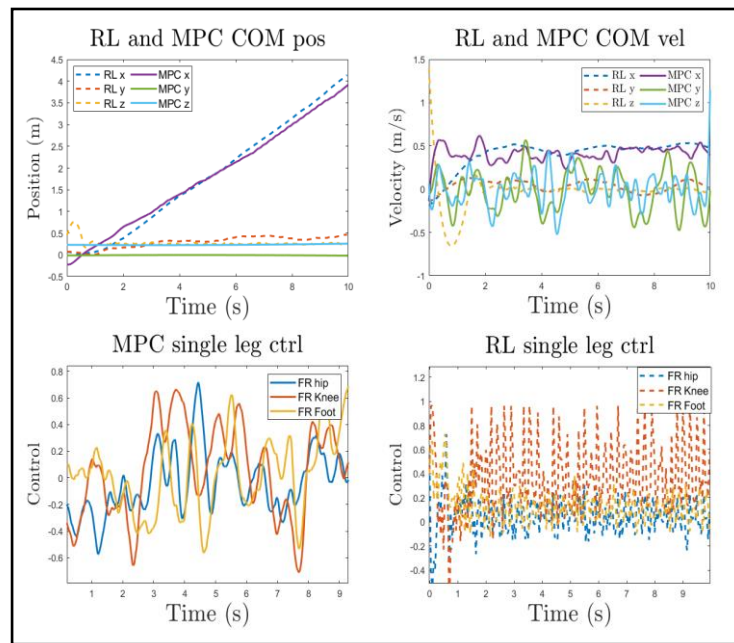 RL and MPC COM pos
RL x MPC x
RL y MPC y
RL z MPC z
Position (m)
4.5
4
3.5
3
2.5
2
1.5
1
0.5
0
-0.5
0 2 4 6 8 10
Time (s)
RL and MPC COM vel
RL x MPC x
RL y MPC y
RL z MPC z
Velocity (m/s)
1.5
1
0.5
0
-0.5
-1
0 2 4 6 8 10
Time (s)
MPC single leg ctrl
FR hip
FR Knee
FR Foot
Control
0.8
0.6
0.4
0.2
0
-0.2
-0.4
-0.6
1 2 3 4 5 6 7 8 9
Time (s)
RL single leg ctrl
FR hip
FR Knee
FR Foot
Control
1.2
1
0.8
0.6
0.4
0.2
0
-0.2
-0.4
0 1 2 3 4 5 6 7 8 9
Time (s)